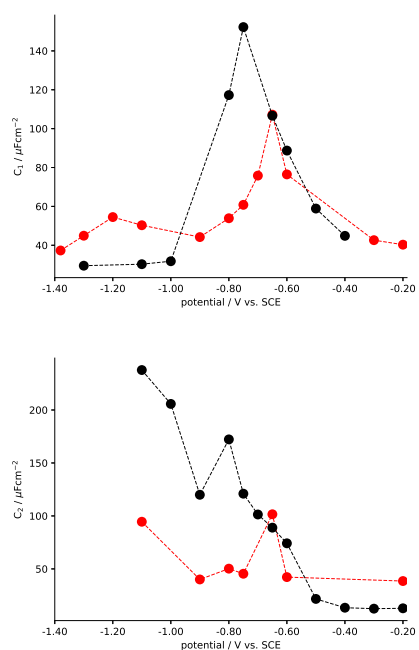 C₁ / μFcm⁻²
140
120
100
80
60
40
-1.40 -1.20 -1.00 -0.80 -0.60 -0.40 -0.20
potential / V vs. SCE
C₂ / μFcm⁻²
200
150
100
50
-1.40 -1.20 -1.00 -0.80 -0.60 -0.40 -0.20
potential / V vs. SCE